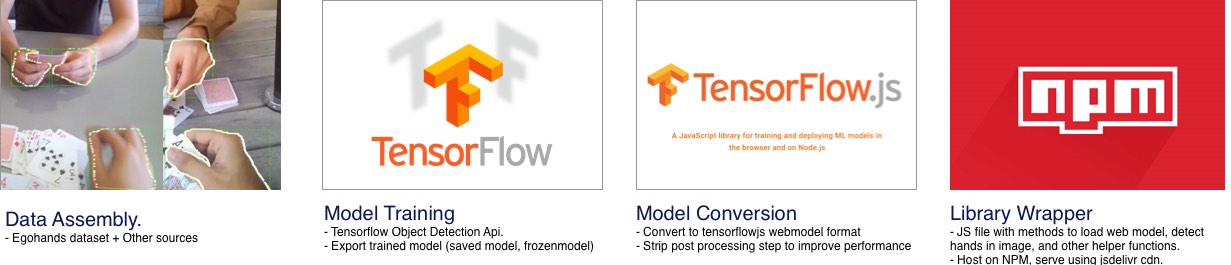 TensorFlow
TensorFlow.js
A JavaScript library for training and deploying ML models in
the browser and on Node.js
npm
Data Assembly.
- Egohands dataset + Other sources
Model Training
- Tensorflow Object Detection Api.
- Export trained model (saved model, frozenmodel)
Model Conversion
- Convert to tensorflowjs webmodel format
- Strip post processing step to improve performance
Library Wrapper
- JS file with methods to load web model, detect
hands in image, and other helper functions.
- Host on NPM, serve using jsdelivr cdn.